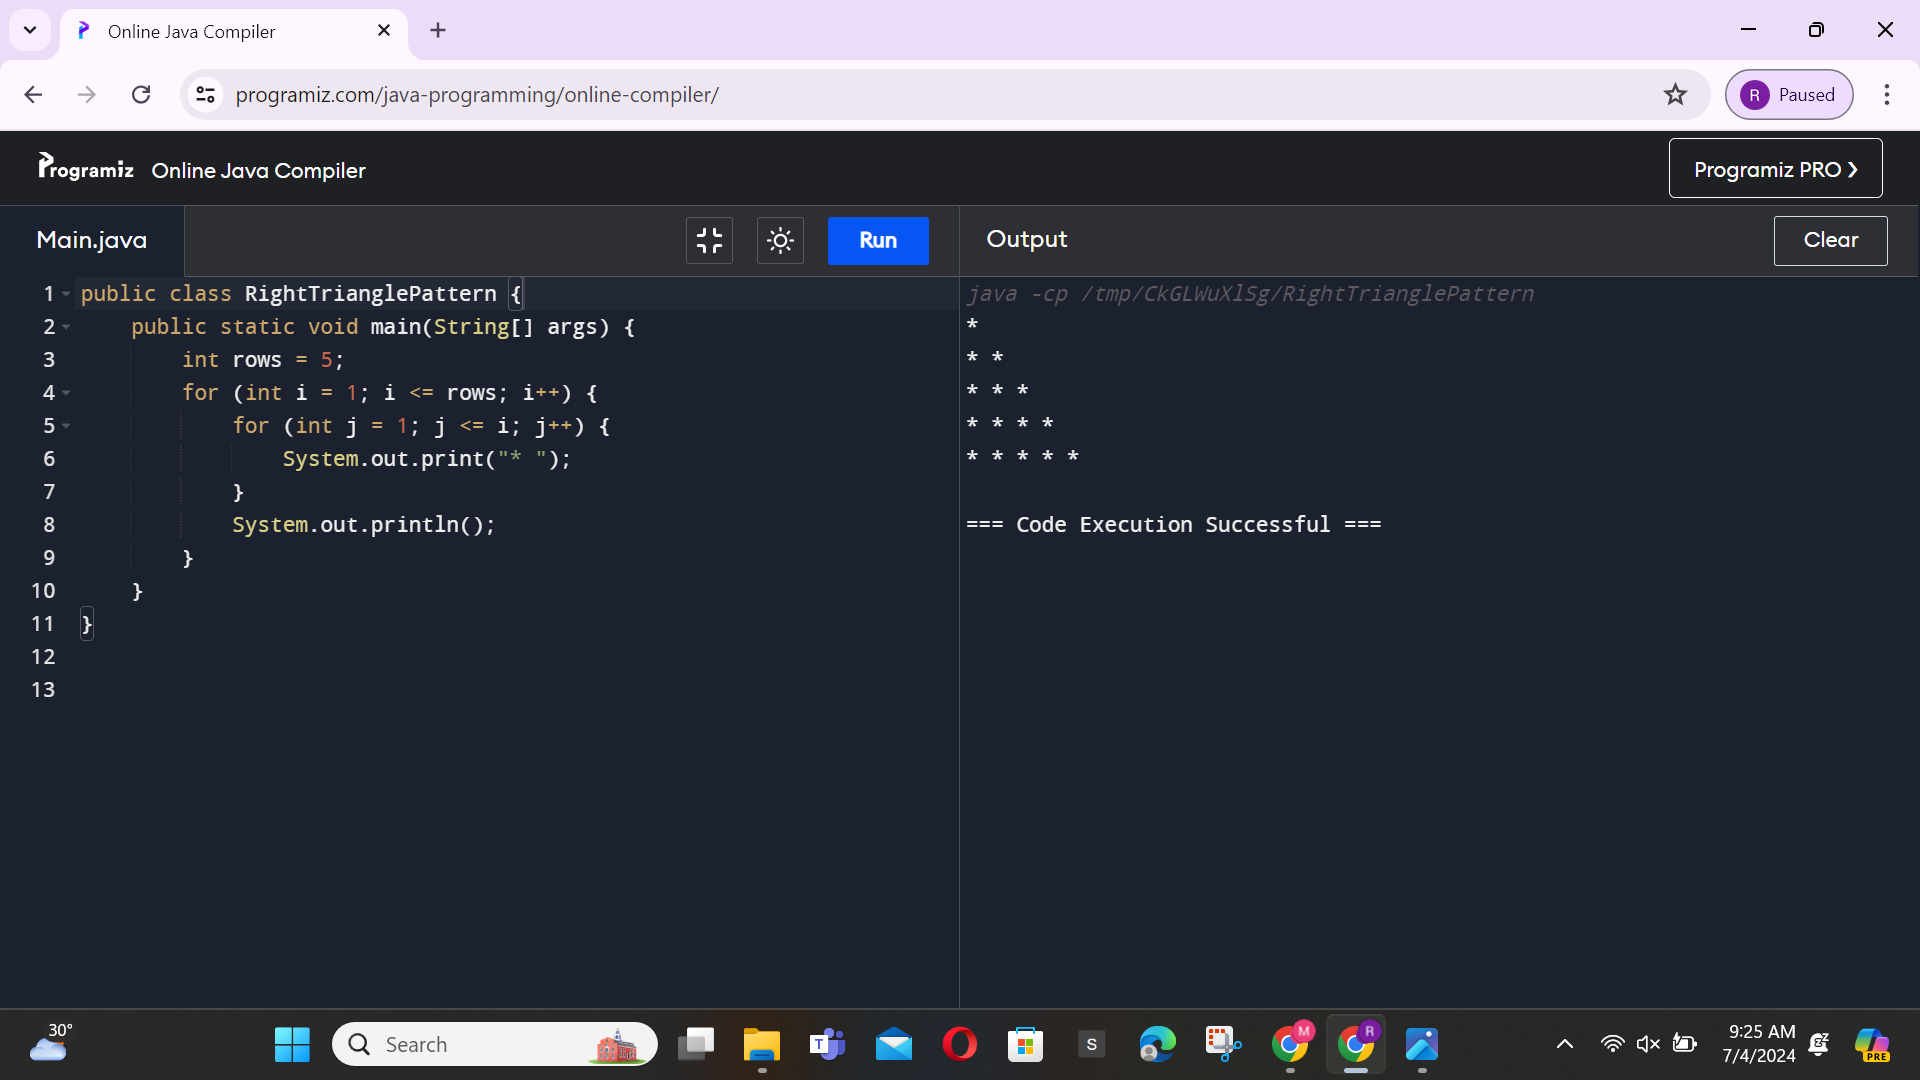 Online Java Compiler
programiz.com/java-programming/online-compiler/
R Paused
Programiz Online Java Compiler
Programiz PRO ❯
Main.java
Run
Output
Clear
1 public class RightTrianglePattern {
2     public static void main(String[] args) {
3         int rows = 5;
4         for (int i = 1; i <= rows; i++) {
5             for (int j = 1; j <= i; j++) {
6                 System.out.print("* ");
7             }
8             System.out.println();
9         }
10     }
11 }
12
13
java -cp /tmp/CkGLWuXlSg/RightTrianglePattern
*
* *
* * *
* * * *
* * * * *
=== Code Execution Successful ===
30°
Search
T
S
M
R
9:25 AM
7/4/2024
PRE